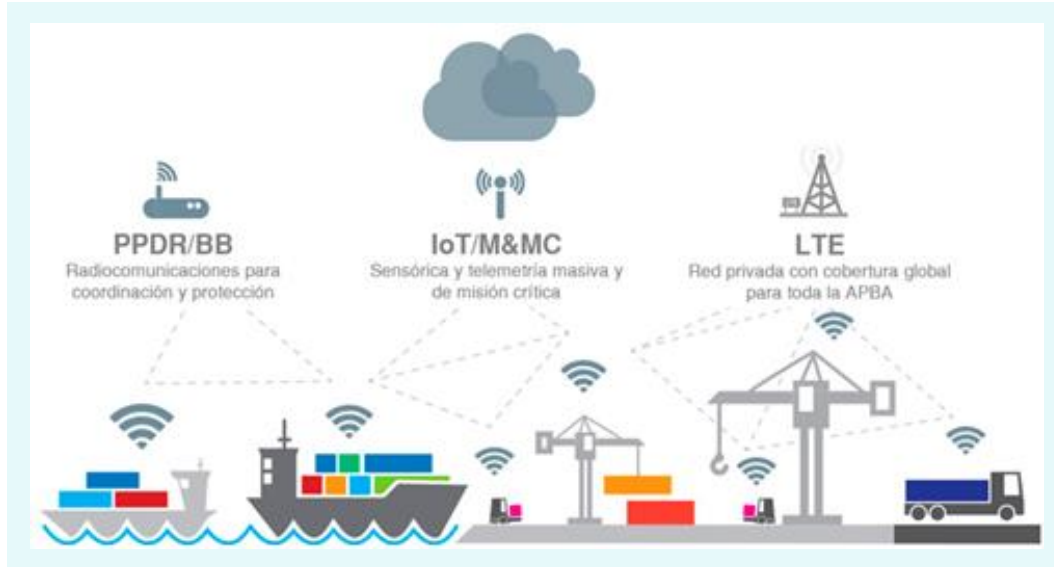 PPDR/BB
Radiocomunicaciones para
coordinación y protección
IoT/M&MC
Sensórica y telemetría masiva y
de misión crítica
LTE
Red privada con cobertura global
para toda la APBA